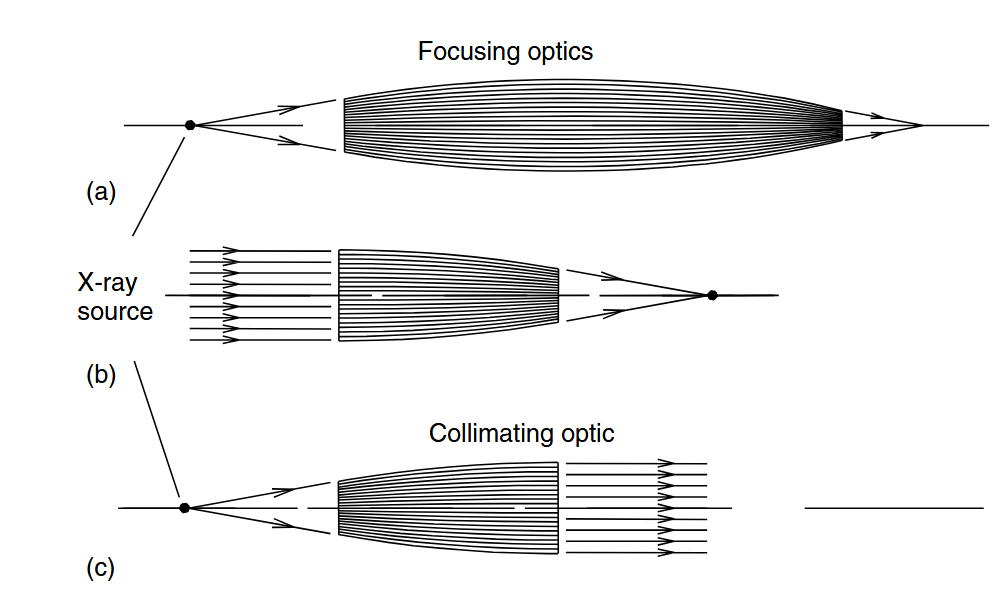 Focusing optics
(a)
X-ray
source
(b)
Collimating optic
(c)